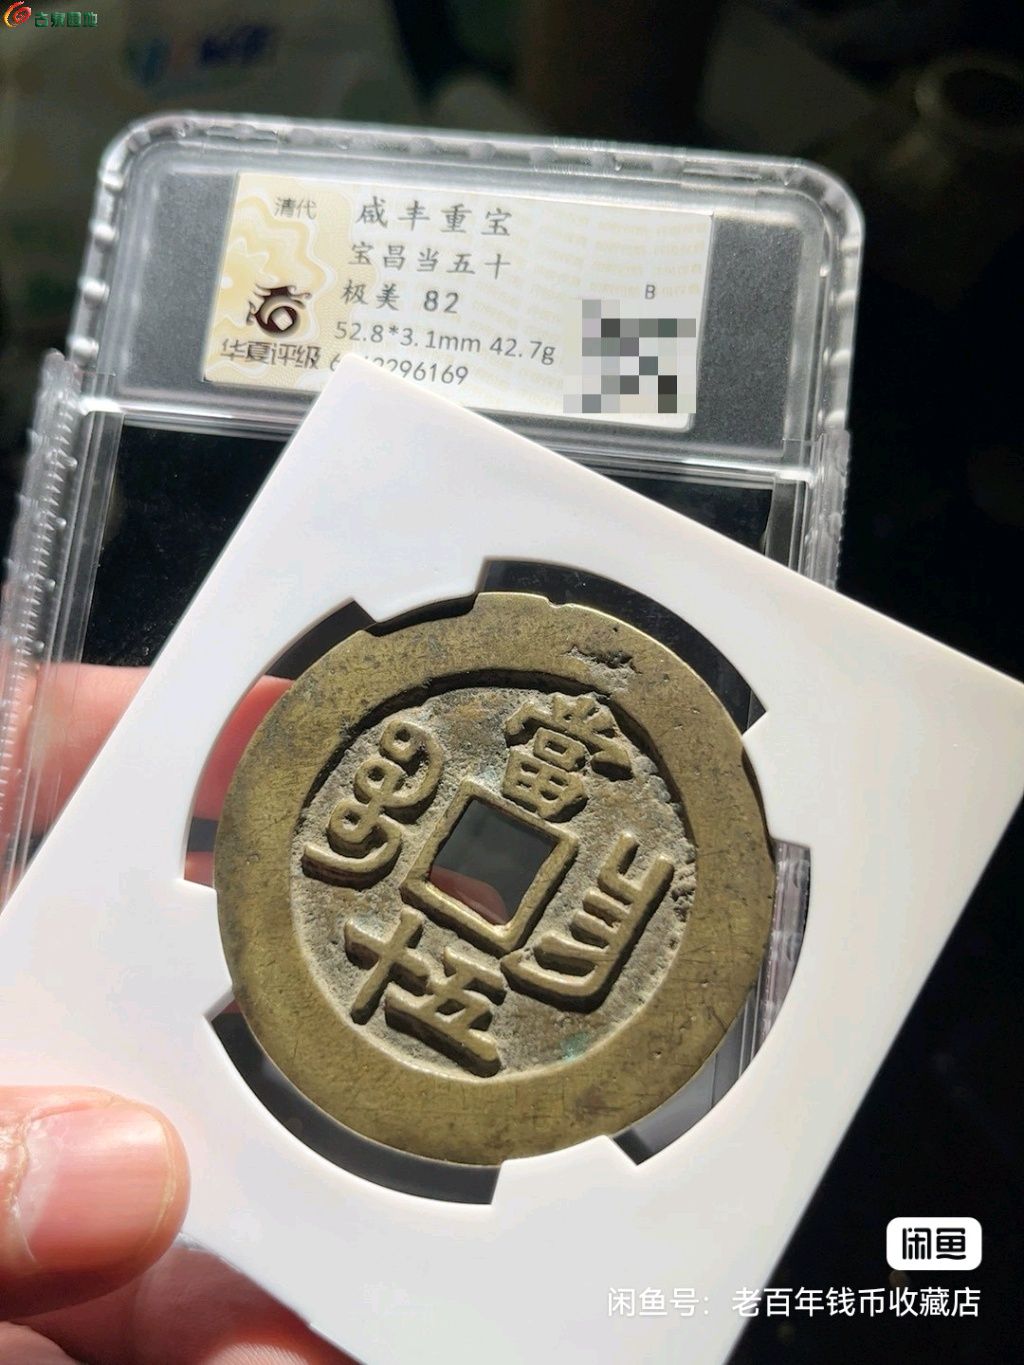 古泉园地
清代
咸丰重宝
宝昌当五十
极美 82
B
52.8*3.1mm 42.7g
华夏评级
2296169
當
五十
闲鱼
闲鱼号：老百年钱币收藏店